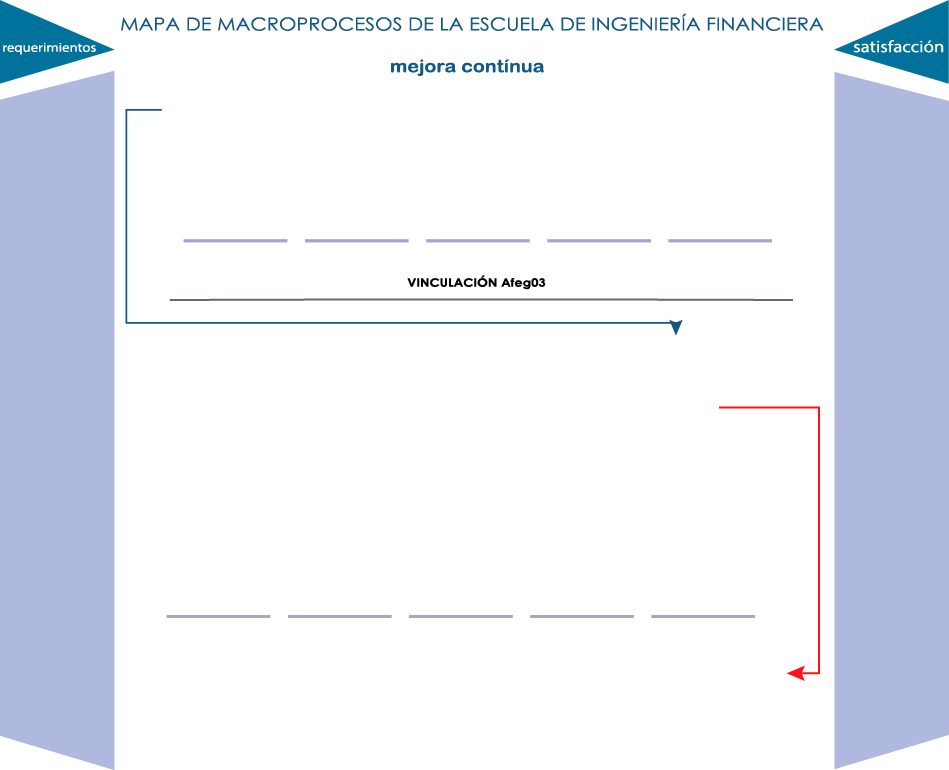 MAPA DE MACROPROCESOS DE LA ESCUELA DE INGENIERÍA FINANCIERA
requerimientos
satisfacción
mejora contínua
VINCULACIÓN Afeg03